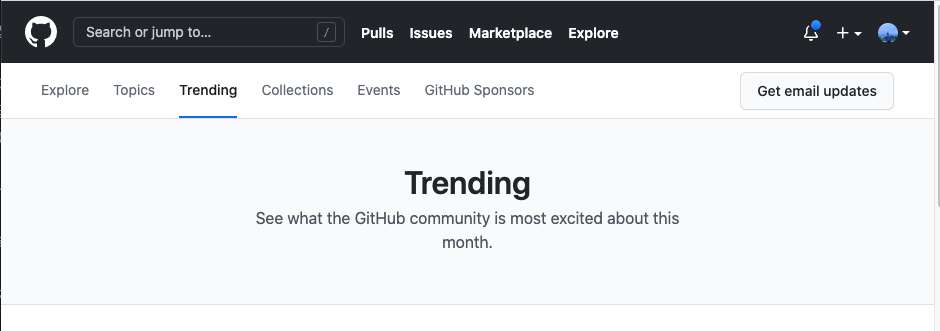 Search or jump to... /
Pulls Issues Marketplace Explore
Explore Topics Trending Collections Events GitHub Sponsors Get email updates
Trending
See what the GitHub community is most excited about this
month.